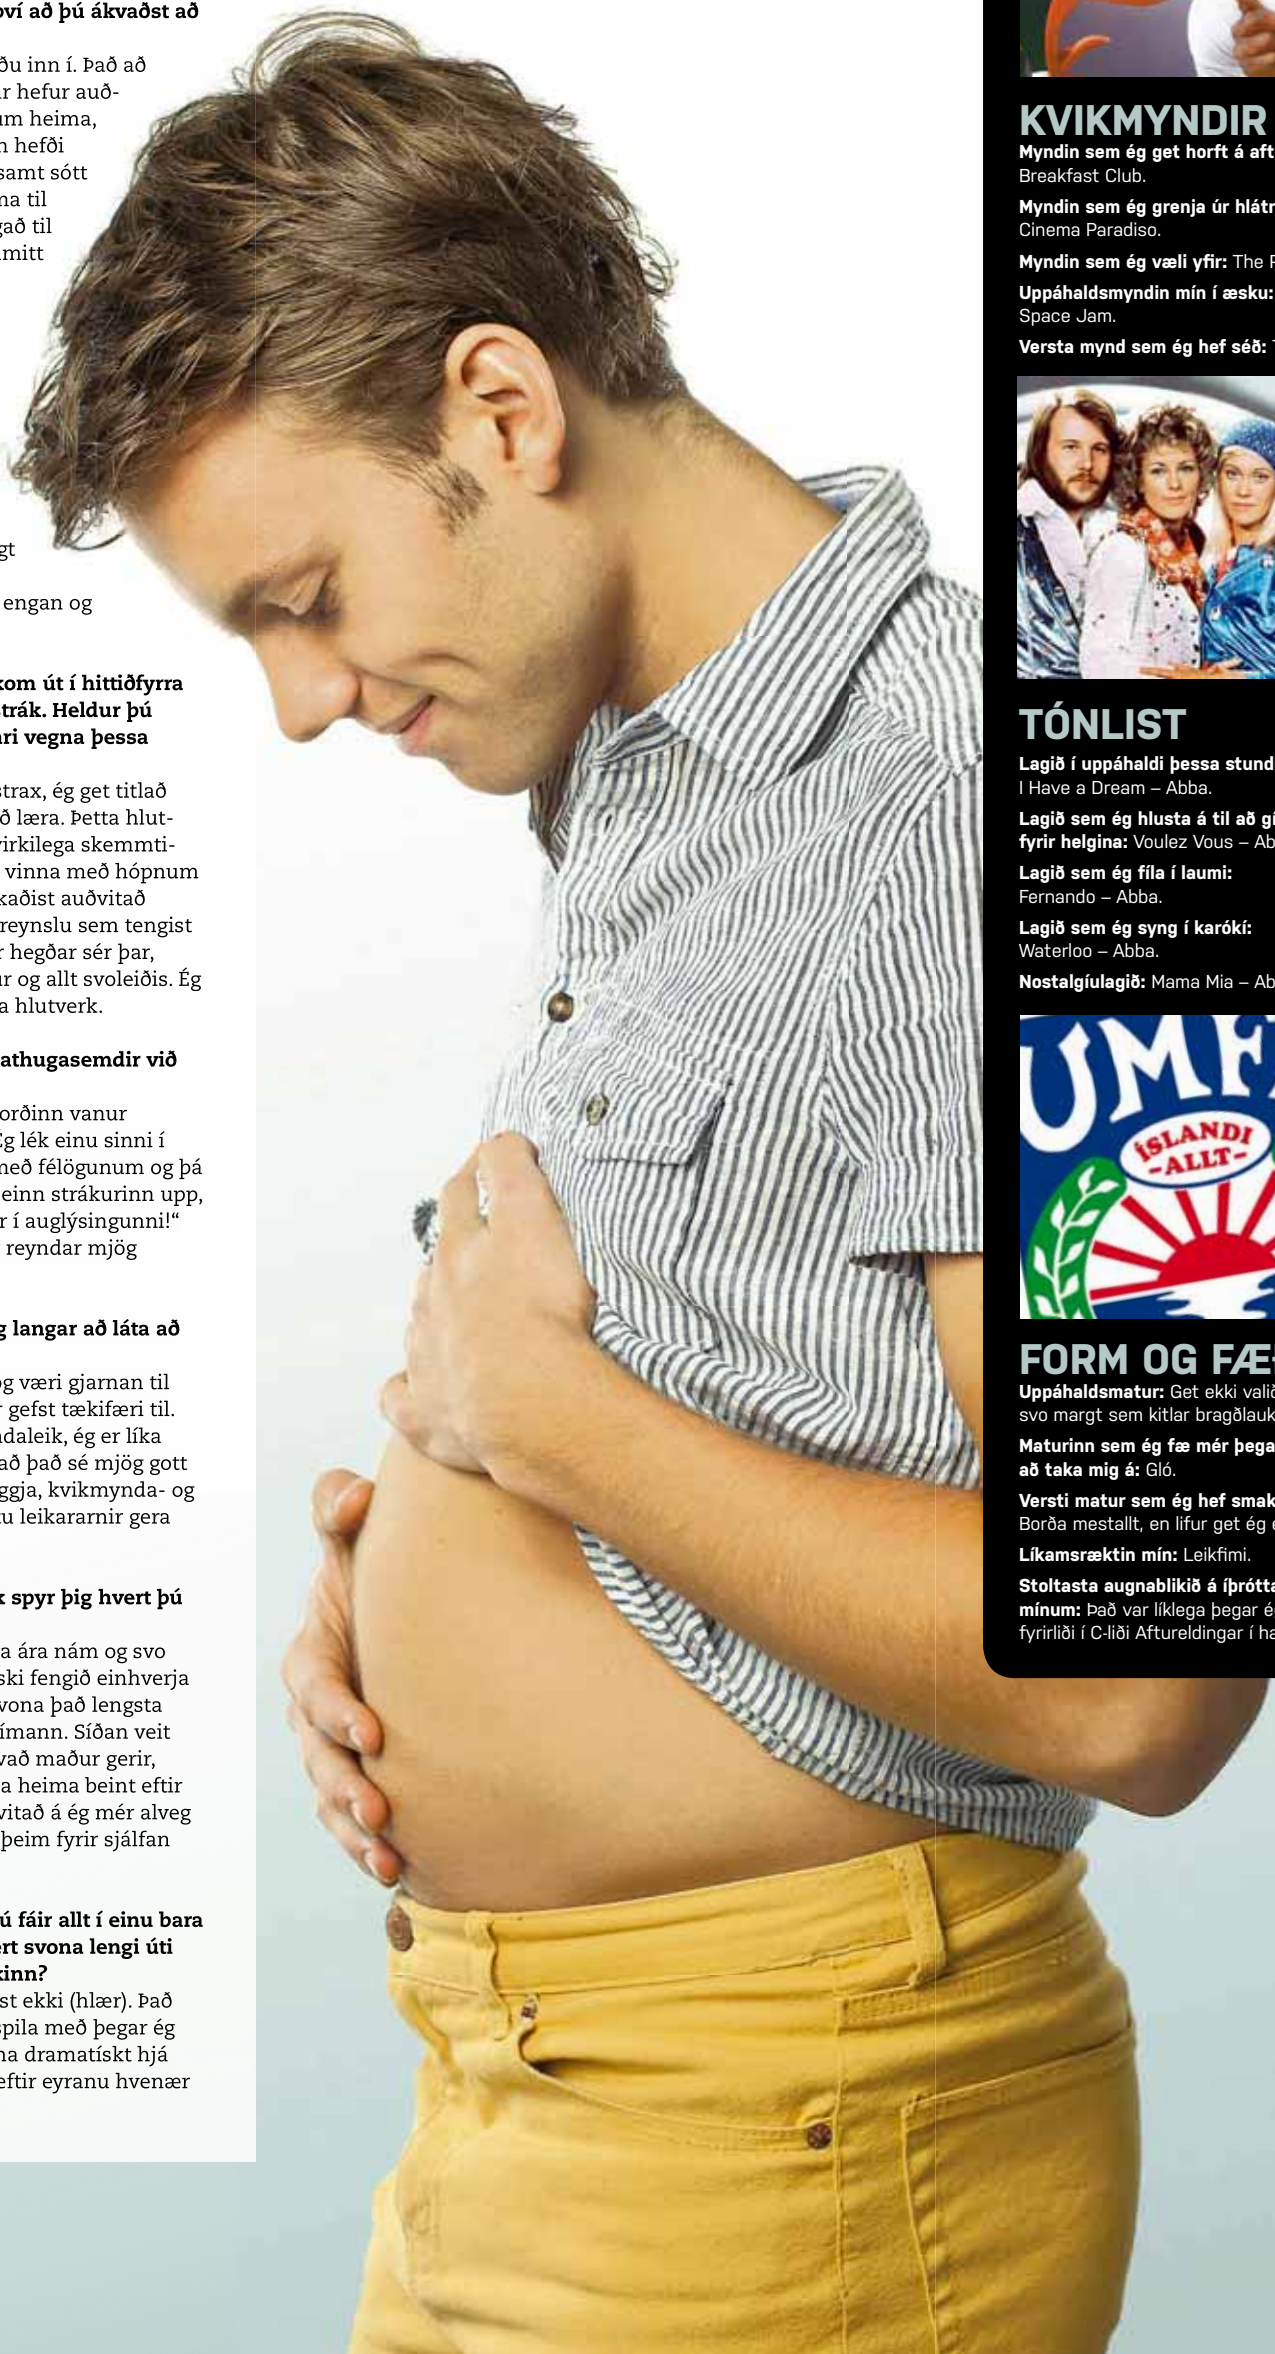 því að þú ákvaðst að
ðu inn í. Það að
r hefur auð-
um heima,
n hefði
samt sótt
na til
gað til
mitt
gt
engan og
kom út í hittiðfyrra
strák. Heldur þú
ari vegna þessa
strax, ég get titlað
ð læra. Þetta hlut-
virkilega skemmti-
vinna með hópnum
kaðist auðvitað
reynslu sem tengist
r hegðar sér þar,
ur og allt svoleiðis. Ég
a hlutverk.
athugasemdir við
orðinn vanur
Ég lék einu sinni í
með félögunum og þá
einn strákurinn upp,
r í auglýsingunni!“
reyndar mjög
g langar að láta að
og væri gjarnan til
r gefst tækifæri til.
ndaleik, ég er líka
að það sé mjög gott
ggja, kvikmynda- og
tu leikararnir gera
k spyr þig hvert þú
a ára nám og svo
ski fengið einhverja
vona það lengsta
tímann. Síðan veit
vað maður gerir,
a heima beint eftir
vitað á ég mér alveg
þeim fyrir sjálfan
ú fáir allt í einu bara
ert svona lengi úti
kinn?
st ekki (hlær). Það
spila með þegar ég
na dramatískt hjá
eftir eyranu hvenær
KVIKMYNDIR
Myndin sem ég get horft á aft
Breakfast Club.
Myndin sem ég grenja úr hlátr
Cinema Paradiso.
Myndin sem ég væli yfir: The P
Uppáhaldsmyndin mín í æsku:
Space Jam.
Versta mynd sem ég hef séð: T
TÓNLIST
Lagið í uppáhaldi þessa stund
I Have a Dream – Abba.
Lagið sem ég hlusta á til að gí
fyrir helgina: Voulez Vous – Ab
Lagið sem ég fíla í laumi:
Fernando – Abba.
Lagið sem ég syng í karókí:
Waterloo – Abba.
Nostalgíulagið: Mama Mia – Ab
UMF
ÍSLANDI
-ALLT-
FORM OG FÆ
Uppáhaldsmatur: Get ekki valið
svo margt sem kitlar bragðlauk
Maturinn sem ég fæ mér þega
að taka mig á: Gló.
Versti matur sem ég hef smak
Borða mestallt, en lifur get ég e
Líkamsræktin mín: Leikfimi.
Stoltasta augnablikið á íþrótta
mínum: Það var líklega þegar é
fyrirliði í C-liði Aftureldingar í ha